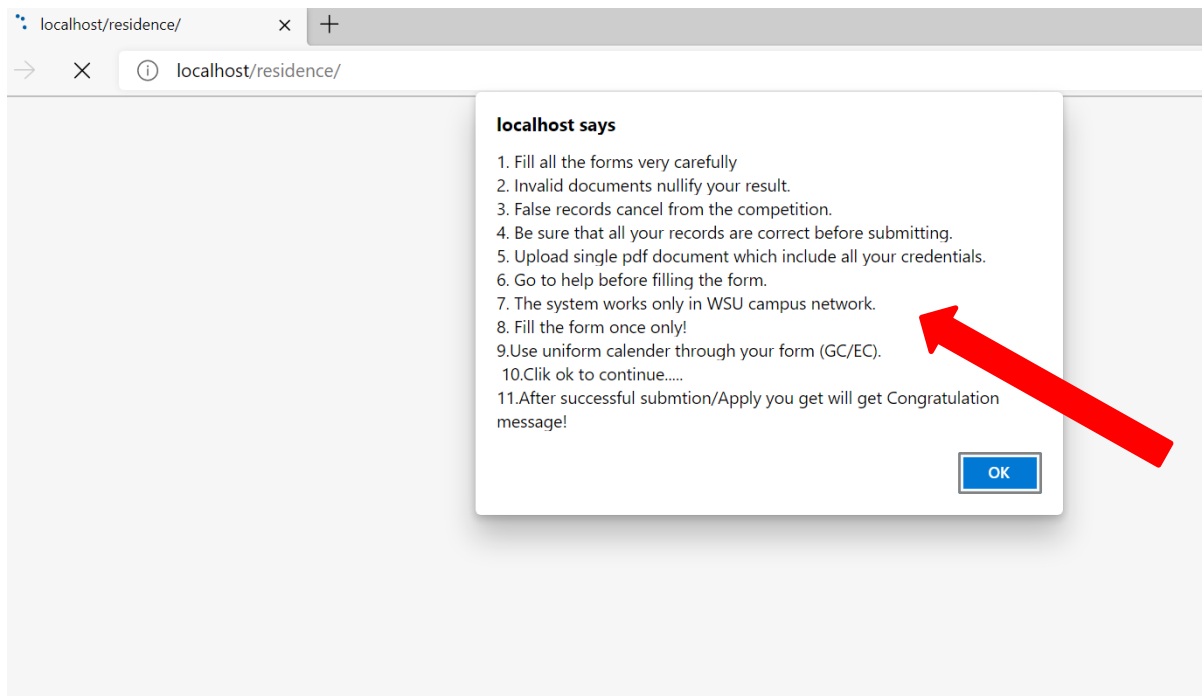 localhost/residence/
localhost/residence/
localhost says
1. Fill all the forms very carefully
2. Invalid documents nullify your result.
3. False records cancel from the competition.
4. Be sure that all your records are correct before submitting.
5. Upload single pdf document which include all your credentials.
6. Go to help before filling the form.
7. The system works only in WSU campus network.
8. Fill the form once only!
9.Use uniform calender through your form (GC/EC).
10.Clik ok to continue.....
11.After successful submtion/Apply you get will get Congratulation
message!
OK